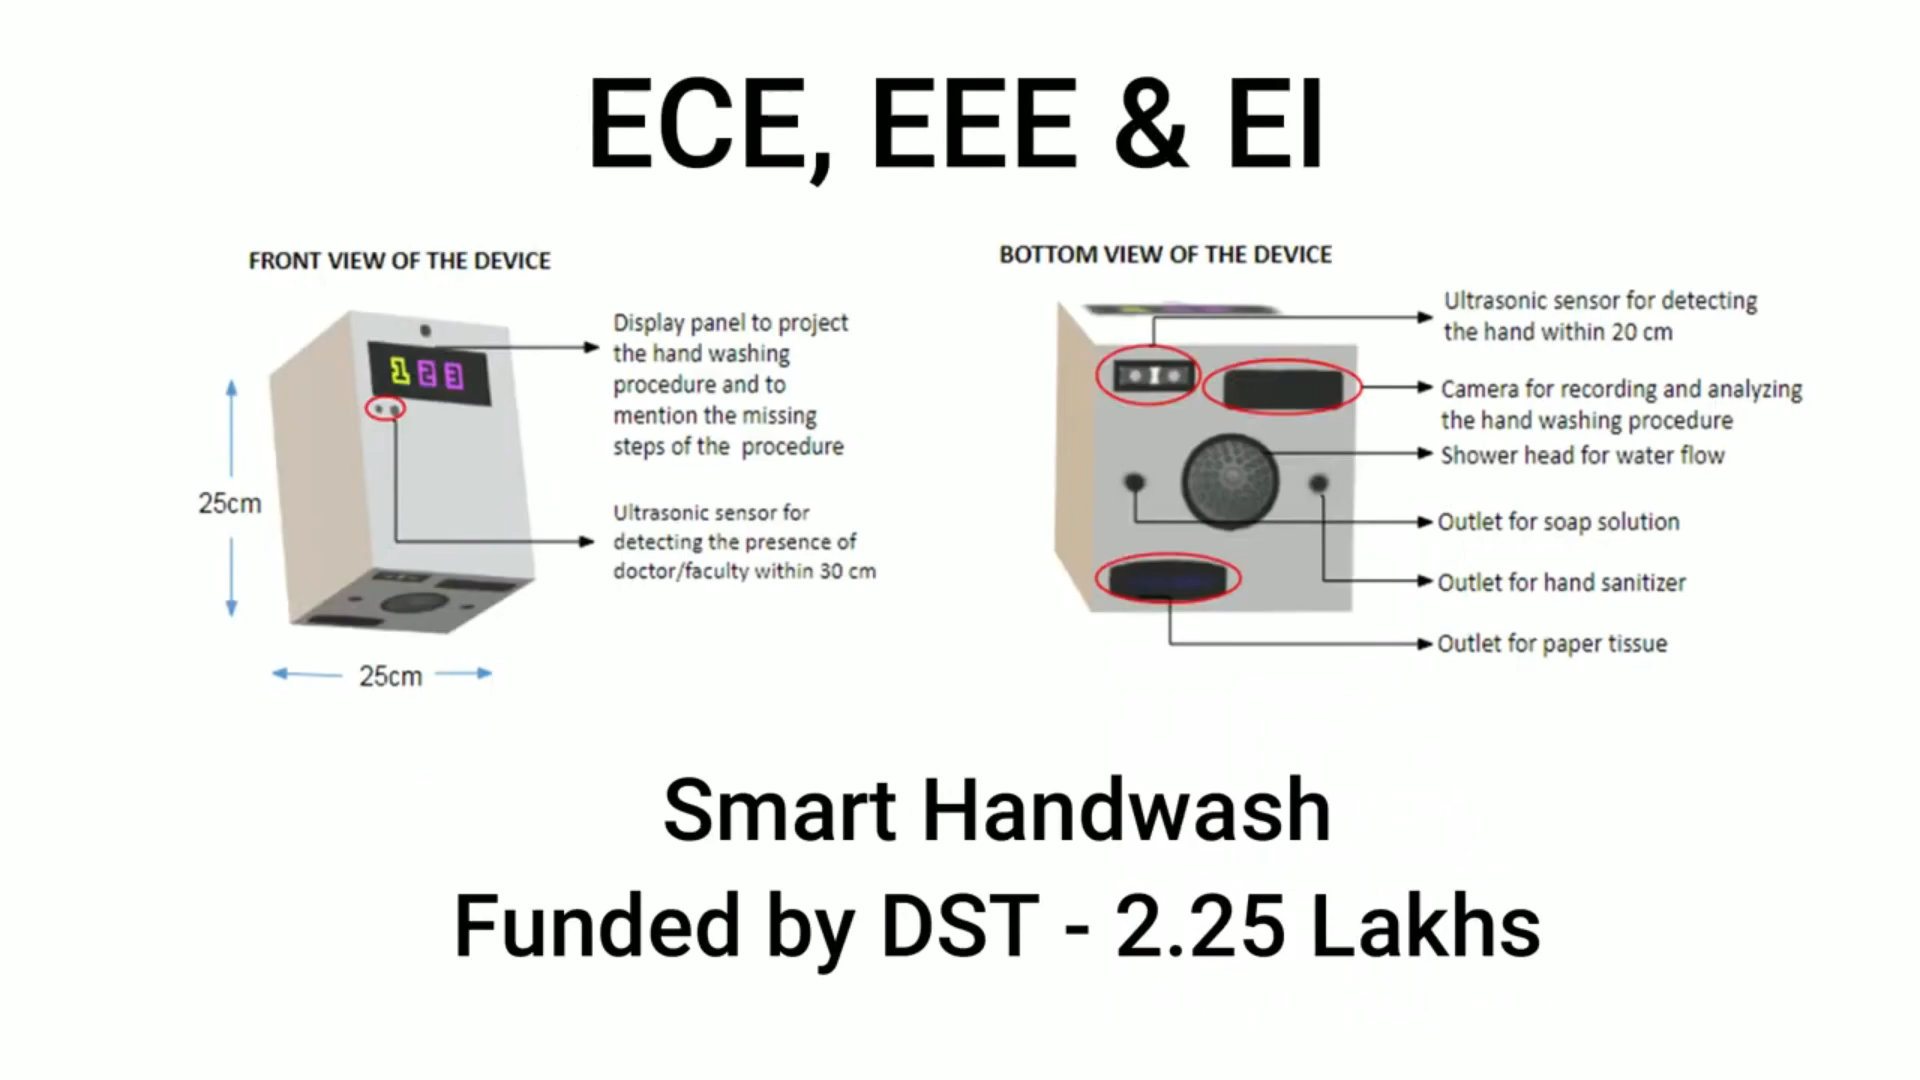 ECE, EEE & EI
FRONT VIEW OF THE DEVICE
123
Display panel to project
the hand washing
procedure and to
mention the missing
steps of the procedure
Ultrasonic sensor for
detecting the presence of
doctor/faculty within 30 cm
25cm
25cm
BOTTOM VIEW OF THE DEVICE
Ultrasonic sensor for detecting
the hand within 20 cm
Camera for recording and analyzing
the hand washing procedure
Shower head for water flow
Outlet for soap solution
Outlet for hand sanitizer
Outlet for paper tissue
Smart Handwash
Funded by DST - 2.25 Lakhs